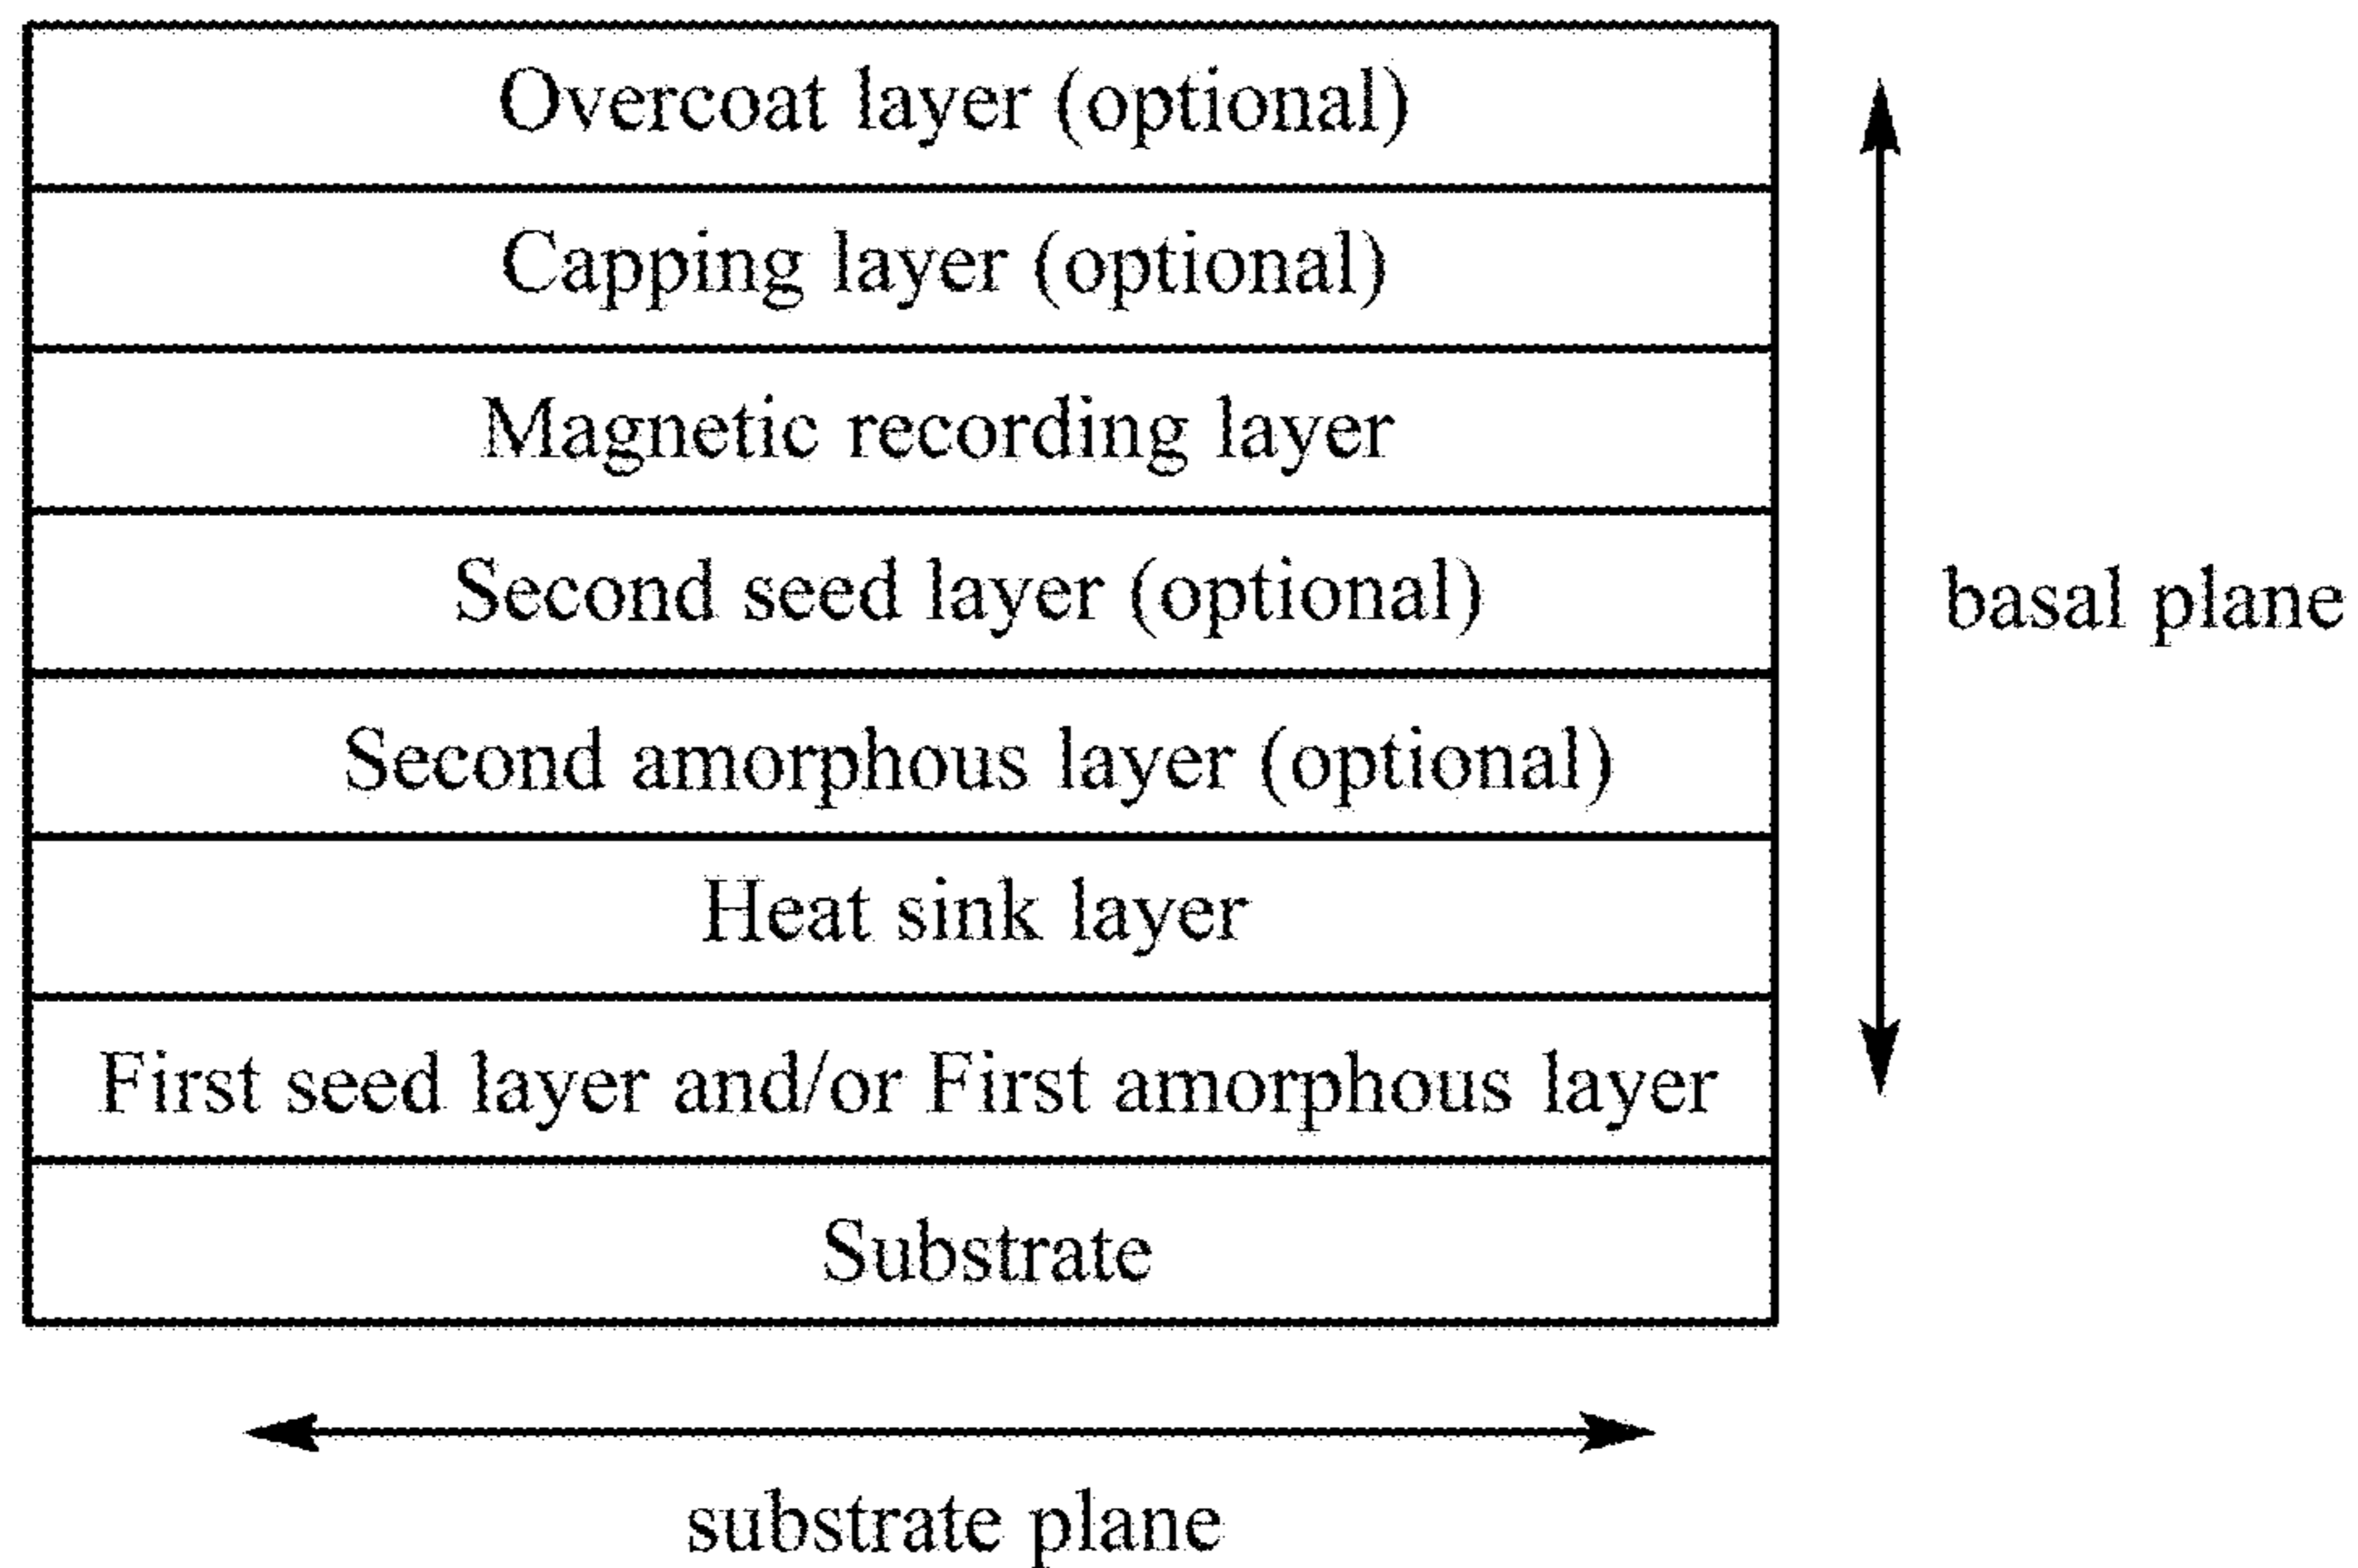 Overcoat layer (optional)
Capping layer (optional)
Magnetic recording layer
Second seed layer (optional)
basal plane
Second amorphous layer (optional)
Heat sink layer
First seed layer and/or First amorphous layer
Substrate
substrate plane